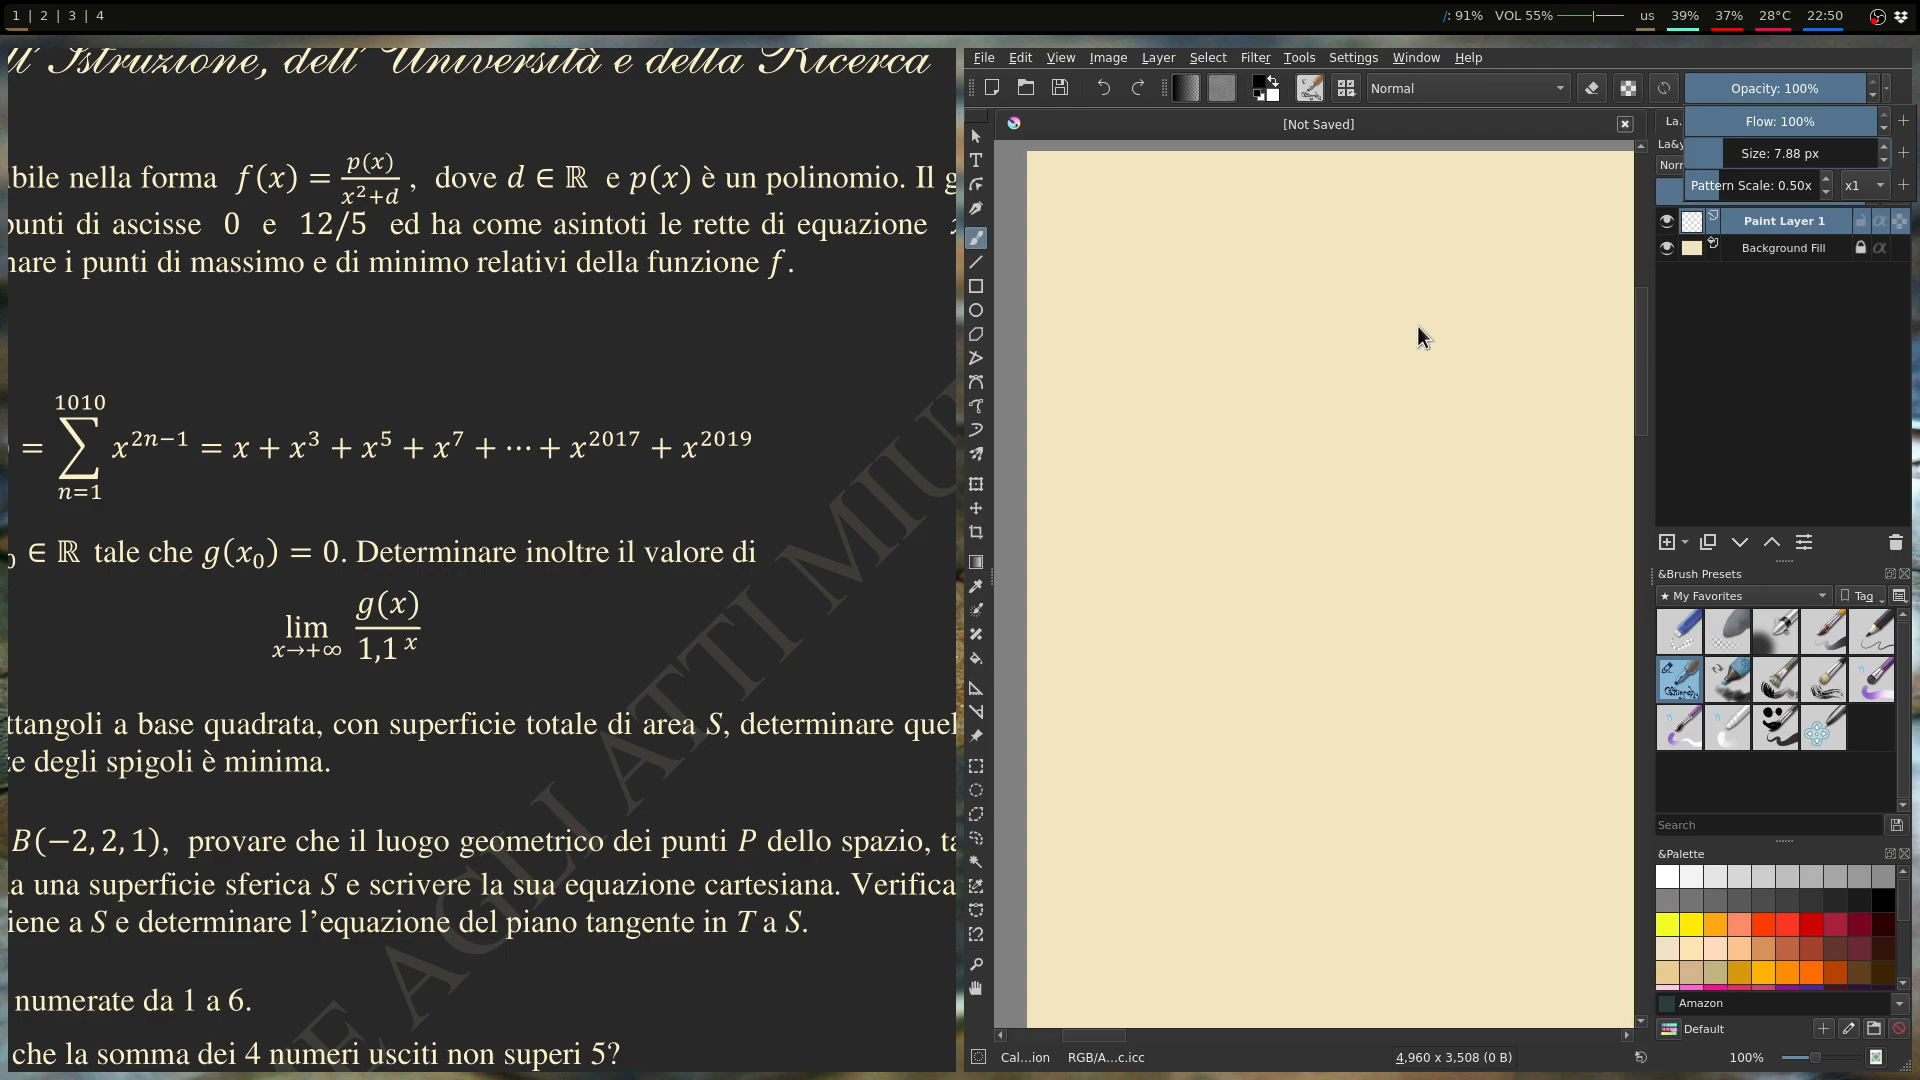 1 | 2 | 3 | 4
/: 91% VOL 55% us 39% 37% 28°C 22:50
ll' Istruzione, dell' Università e della Ricerca
bile nella forma f(x) = p(x)/(x²+d) , dove d ∈ ℝ e p(x) è un polinomio. Il g
punti di ascisse 0 e 12/5 ed ha come asintoti le rette di equazione
nare i punti di massimo e di minimo relativi della funzione f.
= ∑_{n=1}^{1010} x^{2n−1} = x + x³ + x⁵ + x⁷ + ⋯ + x^{2017} + x^{2019}
₀ ∈ ℝ tale che g(x₀) = 0. Determinare inoltre il valore di
lim_{x→+∞} g(x)/1,1^x
ttangoli a base quadrata, con superficie totale di area S, determinare quel
e degli spigoli è minima.
B(−2, 2, 1), provare che il luogo geometrico dei punti P dello spazio, ta
a una superficie sferica S e scrivere la sua equazione cartesiana. Verifica
iene a S e determinare l'equazione del piano tangente in T a S.
numerate da 1 a 6.
che la somma dei 4 numeri usciti non superi 5?
E AGLI ATTI MIU
File Edit View Image Layer Select Filter Tools Settings Window Help
Normal
Opacity: 100%
[Not Saved]
La. Flow: 100%
La&y
Size: 7.88 px
Norr
Pattern Scale: 0.50x x1
Paint Layer 1
Background Fill
&Brush Presets
★ My Favorites Tag
Search
&Palette
Amazon
Default
Cal...ion RGB/A...c.icc 4,960 x 3,508 (0 B) 100%